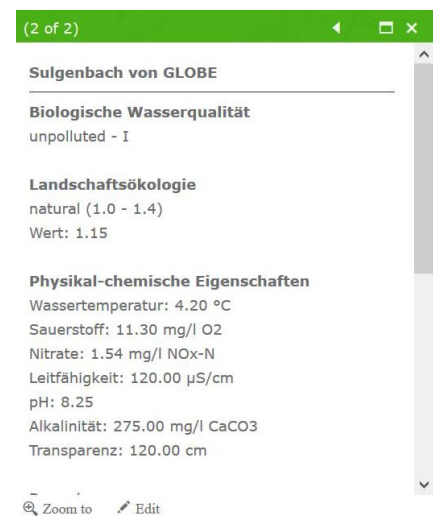 (2 of 2)
Sulgenbach von GLOBE
Biologische Wasserqualität
unpolluted - I
Landschaftsökologie
natural (1.0 - 1.4)
Wert: 1.15
Physikal-chemische Eigenschaften
Wassertemperatur: 4.20 °C
Sauerstoff: 11.30 mg/l O2
Nitrate: 1.54 mg/l NOx-N
Leitfähigkeit: 120.00 µS/cm
pH: 8.25
Alkalinität: 275.00 mg/l CaCO3
Transparenz: 120.00 cm
Zoom to Edit